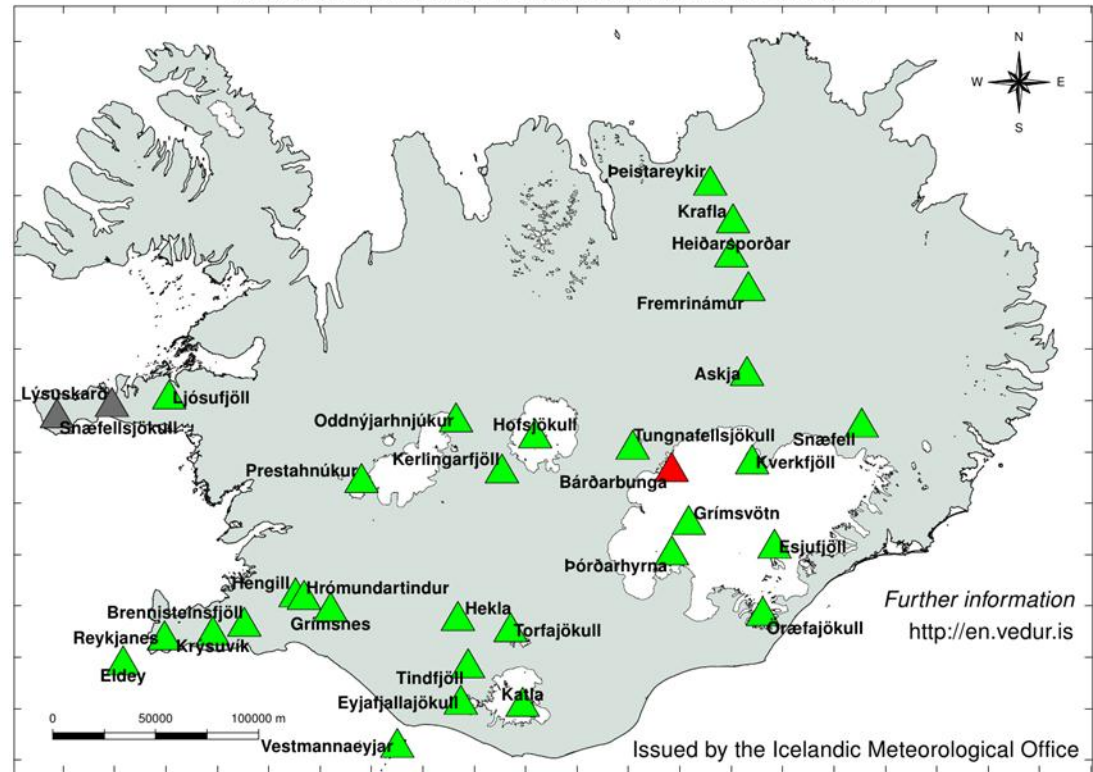 N
W E
S
Þeistareykir
Krafla
Heiðarsporðar
Fremrinámur
Askja
Lýsuskarð
Ljósufjöll
Snæfellsjökull
Oddnýjarhnjúkur
Hofsjökull
Tungnafellsjökull
Snæfell
Kerlingarfjöll
Kverkfjöll
Prestahnúkur
Bárðarbunga
Grímsvötn
Esjufjöll
Þórðarhyrna
Hengill
Hrómundartindur
Brennisteinsfjöll
Hekla
Grímsnes
Reykjanes
Krýsuvík
Torfajökull
Öræfajökull
Eldey
Tindfjöll
Eyjafjallajökull
Katla
Vestmannaeyjar
Further information
http://en.vedur.is
0 50000 100000 m
Issued by the Icelandic Meteorological Office